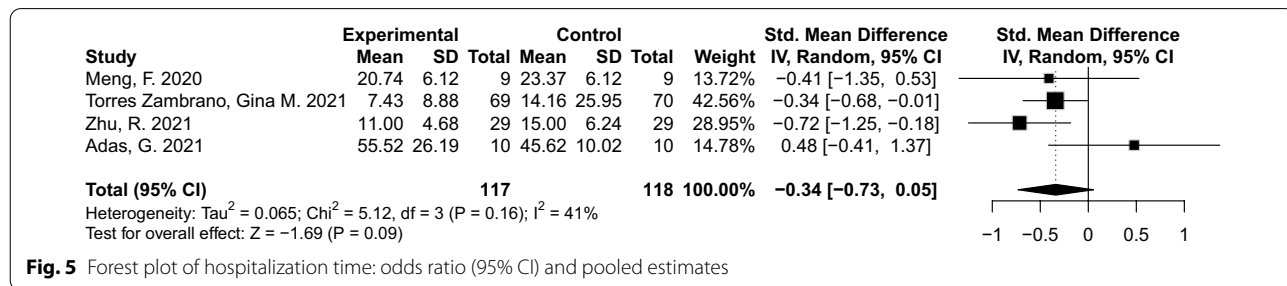 Experimental Control Std. Mean Difference Std. Mean Difference
Study Mean SD Total Mean SD Total Weight IV, Random, 95% CI IV, Random, 95% CI
Meng, F. 2020 20.74 6.12 9 23.37 6.12 9 13.72% −0.41 [−1.35, 0.53]
Torres Zambrano, Gina M. 2021 7.43 8.88 69 14.16 25.95 70 42.56% −0.34 [−0.68, −0.01]
Zhu, R. 2021 11.00 4.68 29 15.00 6.24 29 28.95% −0.72 [−1.25, −0.18]
Adas, G. 2021 55.52 26.19 10 45.62 10.02 10 14.78% 0.48 [−0.41, 1.37]
Total (95% CI) 117 118 100.00% −0.34 [−0.73, 0.05]
Heterogeneity: Tau² = 0.065; Chi² = 5.12, df = 3 (P = 0.16); I² = 41%
Test for overall effect: Z = −1.69 (P = 0.09)
−1 −0.5 0 0.5 1
Fig. 5 Forest plot of hospitalization time: odds ratio (95% CI) and pooled estimates